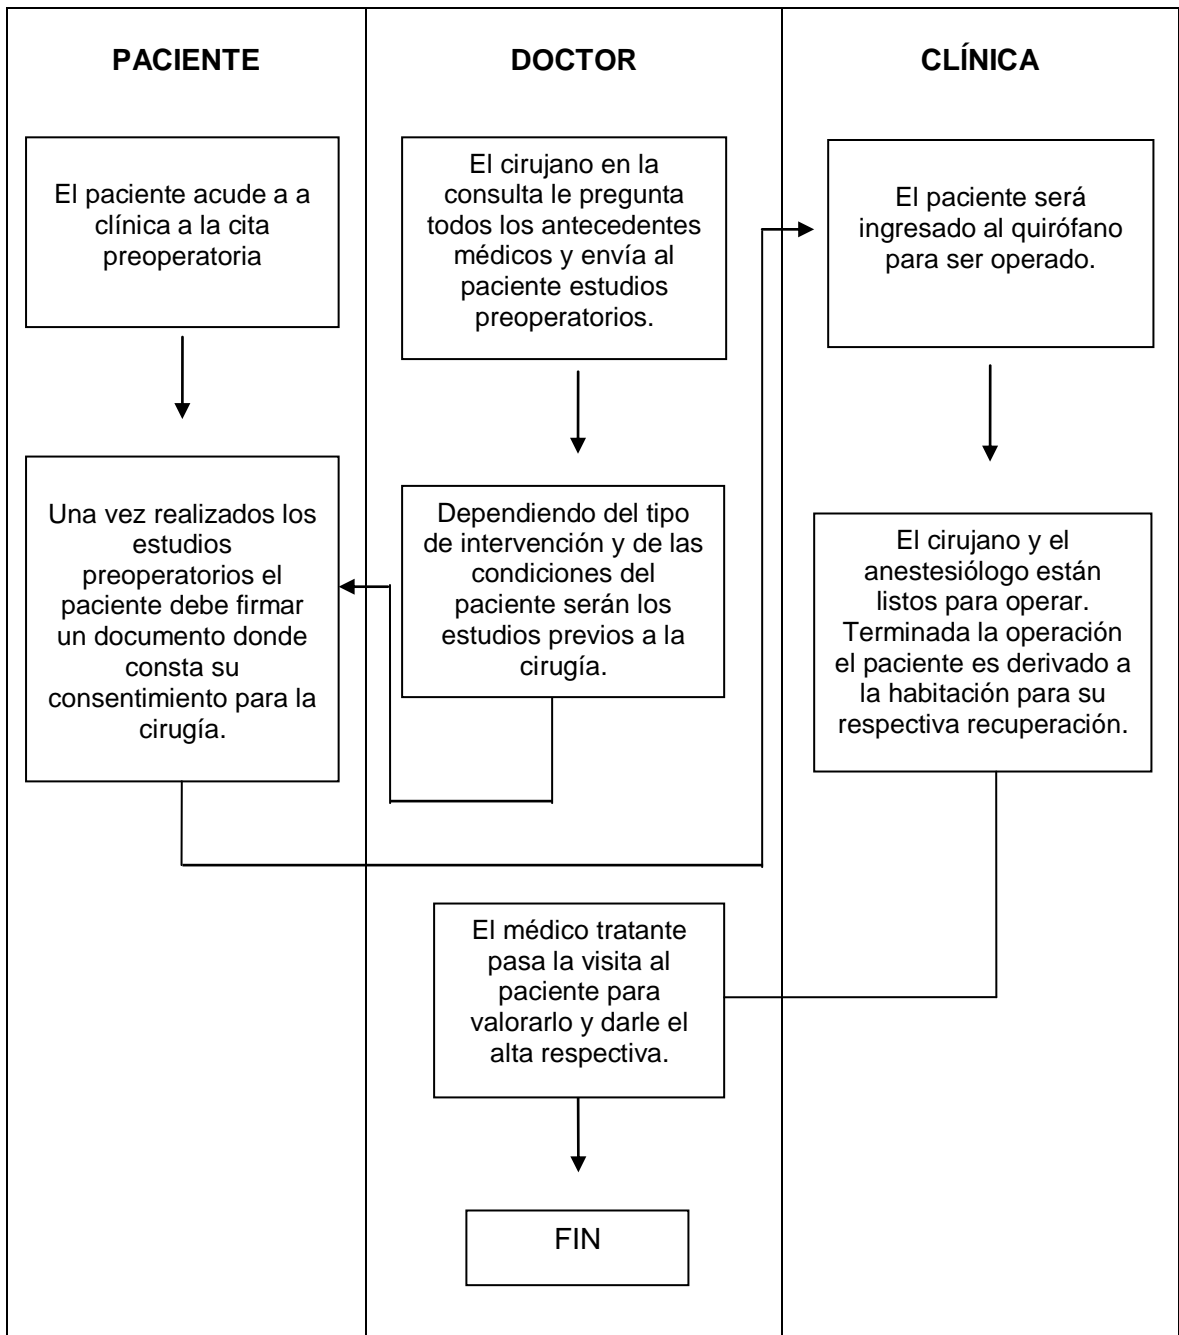 PACIENTE
El paciente acude a a
clínica a la cita
preoperatoria
Una vez realizados los
estudios
preoperatorios el
paciente debe firmar
un documento donde
consta su
consentimiento para la
cirugía.
DOCTOR
El cirujano en la
consulta le pregunta
todos los antecedentes
médicos y envía al
paciente estudios
preoperatorios.
Dependiendo del tipo
de intervención y de las
condiciones del
paciente serán los
estudios previos a la
cirugía.
El médico tratante
pasa la visita al
paciente para
valorarlo y darle el
alta respectiva.
FIN
CLÍNICA
El paciente será
ingresado al quirófano
para ser operado.
El cirujano y el
anestesiólogo están
listos para operar.
Terminada la operación
el paciente es derivado a
la habitación para su
respectiva recuperación.